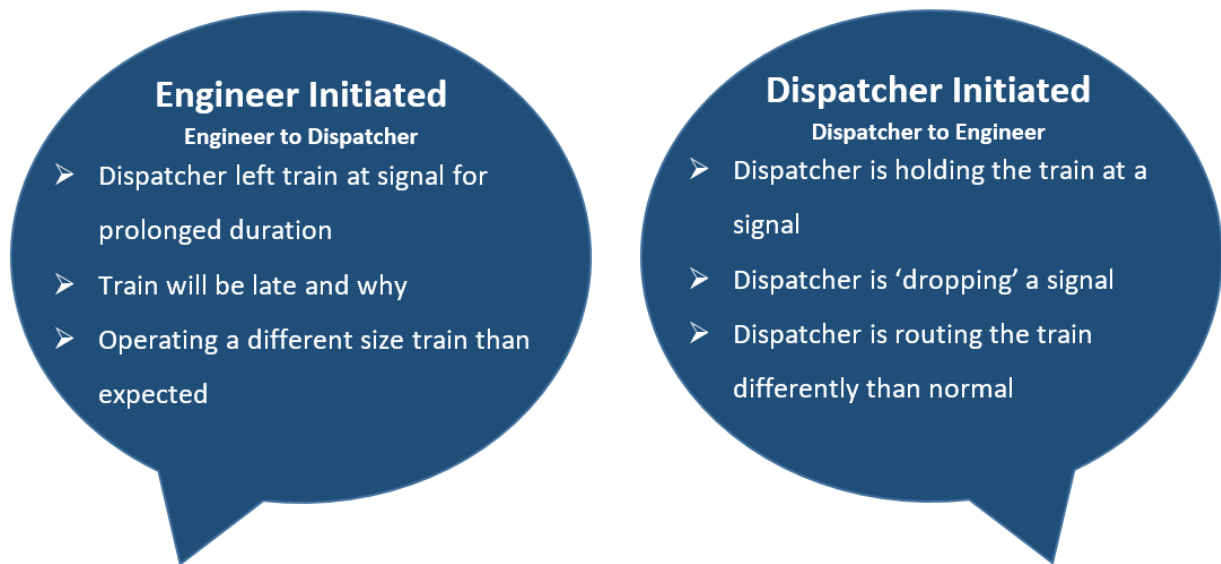 Engineer Initiated
Engineer to Dispatcher
➢ Dispatcher left train at signal for
prolonged duration
➢ Train will be late and why
➢ Operating a different size train than
expected
Dispatcher Initiated
Dispatcher to Engineer
➢ Dispatcher is holding the train at a
signal
➢ Dispatcher is ‘dropping’ a signal
➢ Dispatcher is routing the train
differently than normal